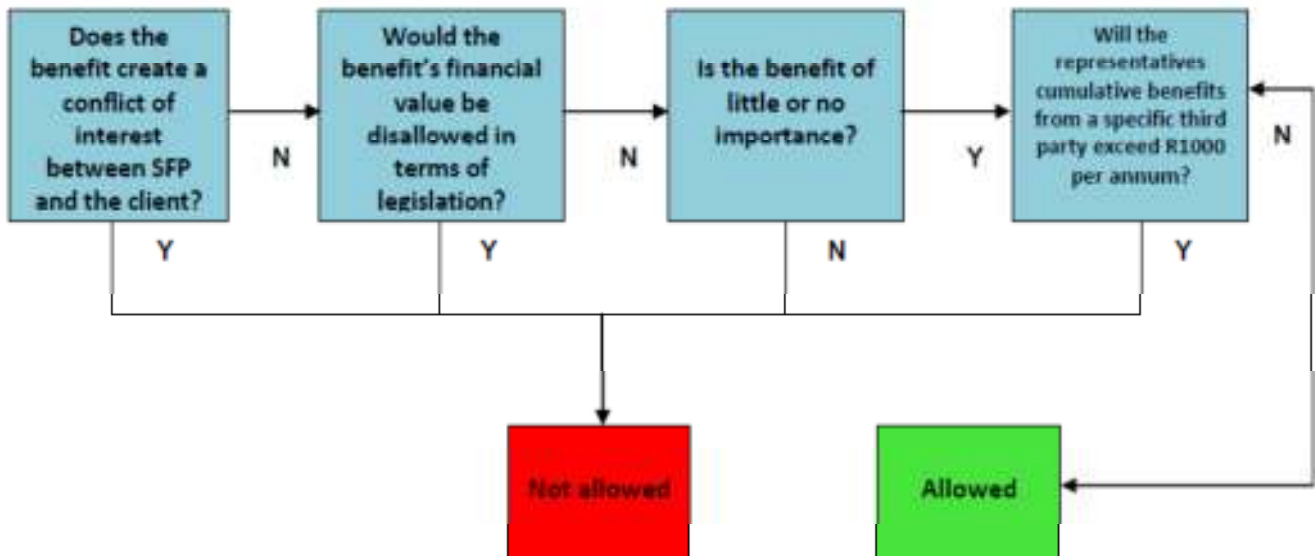 Does the
benefit create a
conflict of
interest
between SFP
and the client?
N
Y
Would the
benefit's financial
value be
disallowed in
terms of
legislation?
N
Y
Is the benefit of
little or no
importance?
Y
N
Will the
representatives
cumulative benefits
from a specific third
party exceed R1000
per annum?
N
Y
Not allowed
Allowed